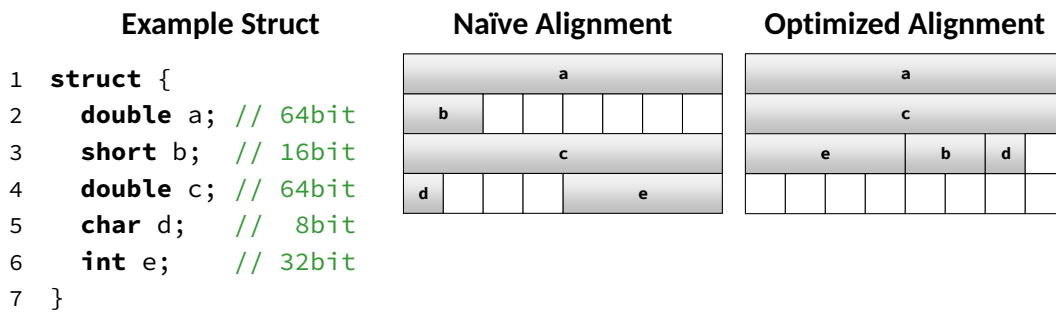 Example Struct
1 struct {
2 double a; // 64bit
3 short b; // 16bit
4 double c; // 64bit
5 char d; // 8bit
6 int e; // 32bit
7 }
Naïve Alignment
a
b
c
d e
Optimized Alignment
a
c
e b d